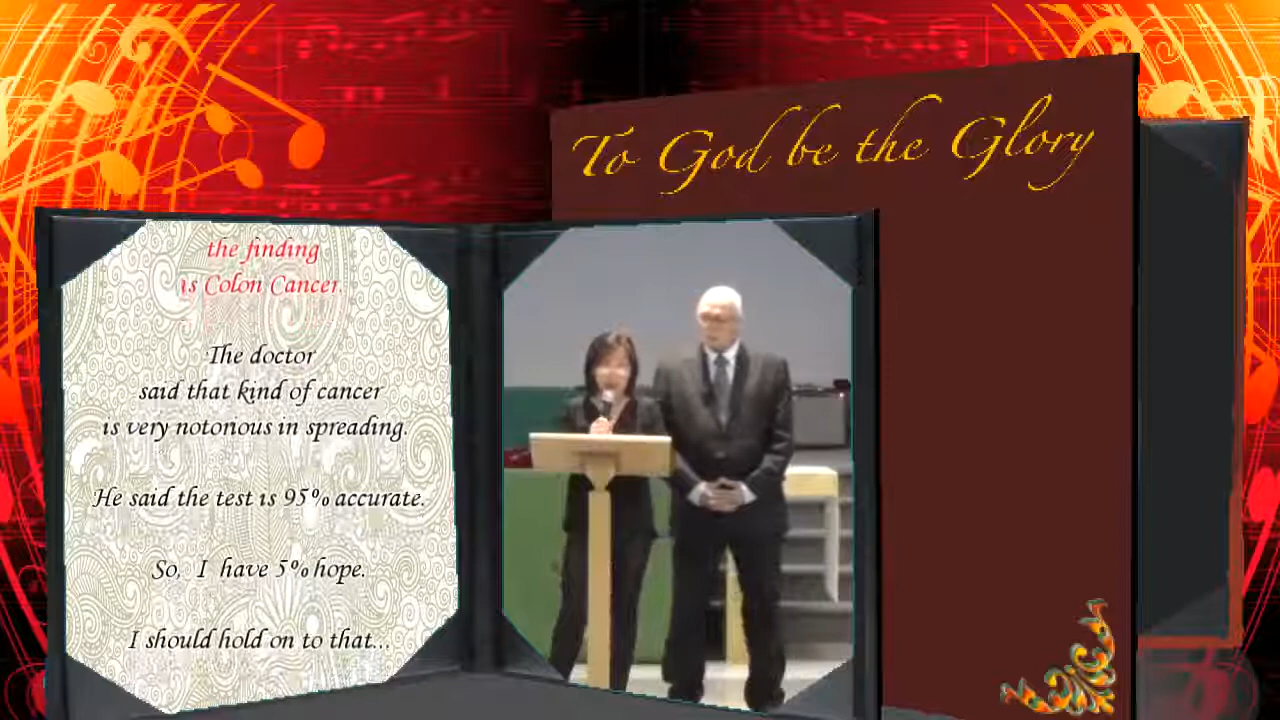 To God be the Glory
the finding
is Colon Cancer.
The doctor
said that kind of cancer
is very notorious in spreading.
He said the test is 95% accurate.
So, I have 5% hope.
I should hold on to that...